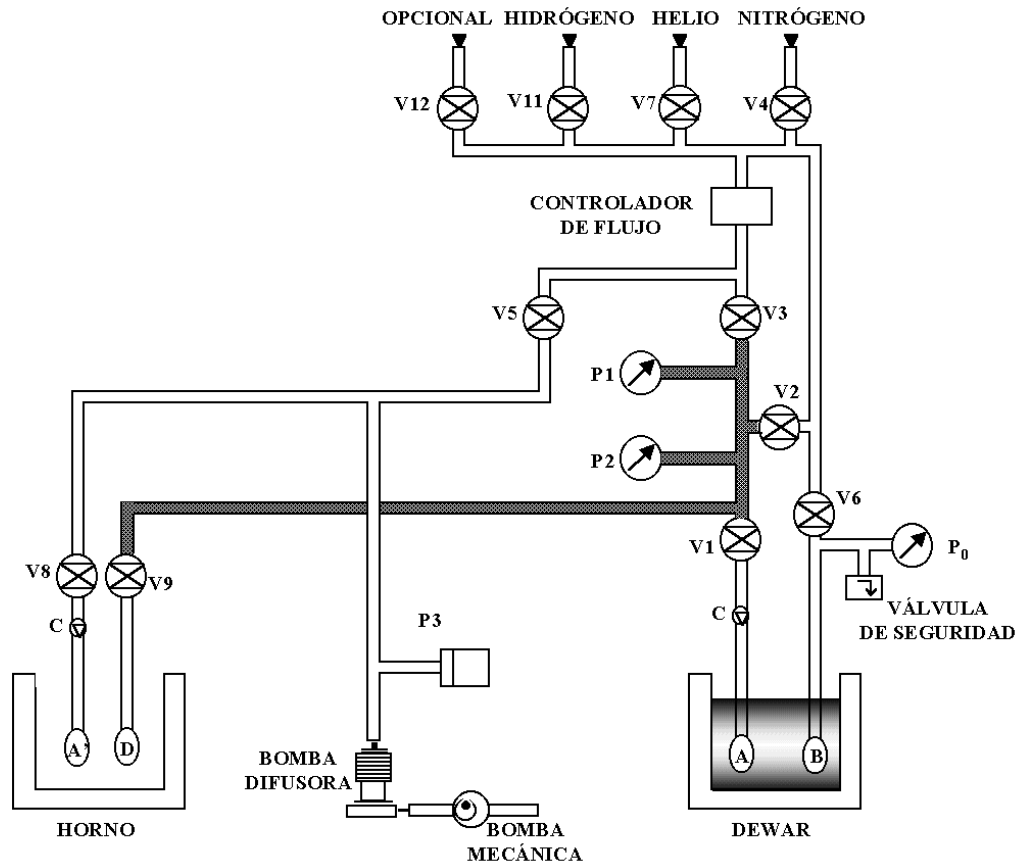 OPCIONAL HIDRÓGENO HELIO NITRÓGENO
V12 V11 V7 V4
CONTROLADOR
DE FLUJO
V5 V3
P1
V2
P2
V6
V1
P0
V8 V9
C C
VÁLVULA
DE SEGURIDAD
P3
A' D
A B
BOMBA
DIFUSORA
HORNO
BOMBA
MECÁNICA
DEWAR